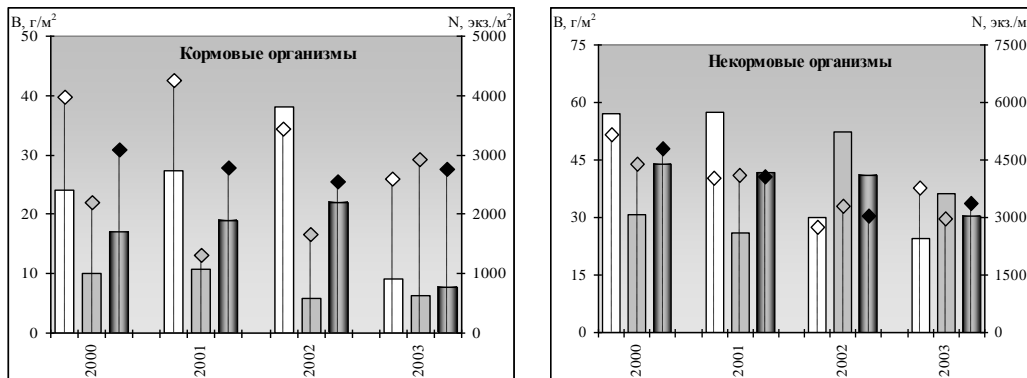 B, г/м² N, экз./м²
Кормовые организмы
50 5000
40 4000
30 3000
20 2000
10 1000
0 0
2000 2001 2002 2003
B, г/м² N, экз./м
Некормовые организмы
75 7500
60 6000
45 4500
30 3000
15 1500
0 0
2000 2001 2002 2003